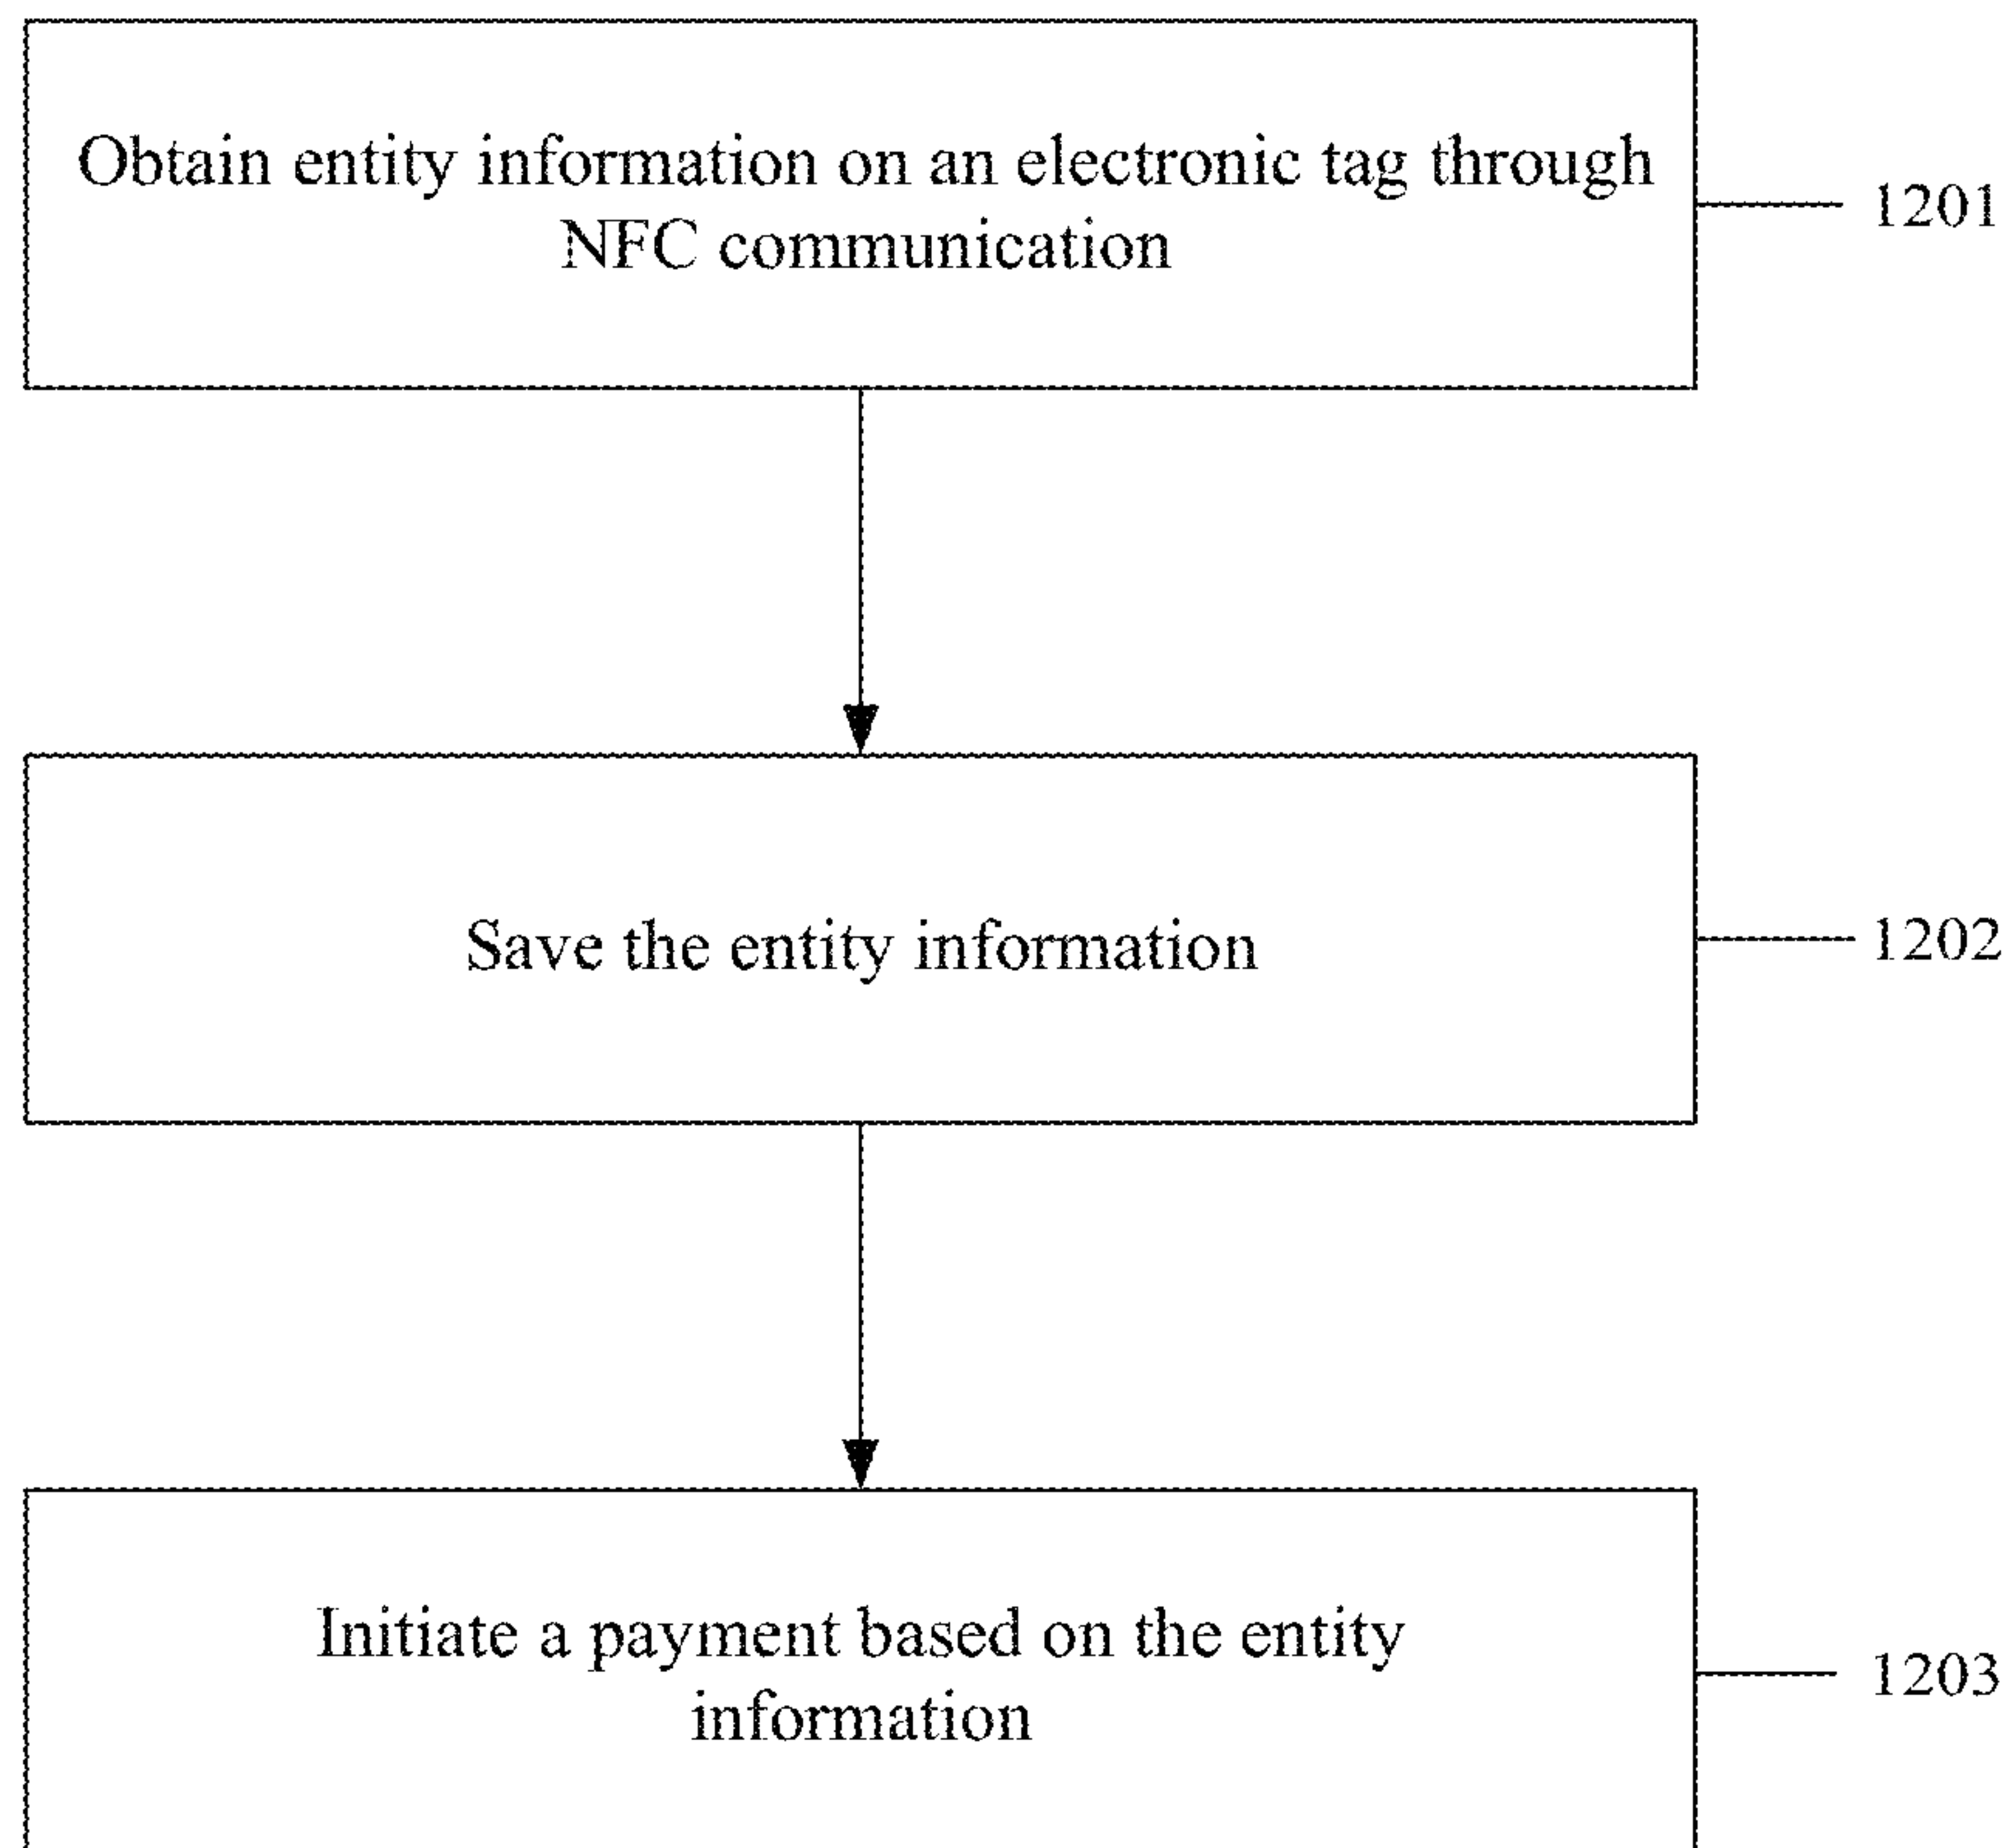 Obtain entity information on an electronic tag through
NFC communication
1201
Save the entity information
1202
Initiate a payment based on the entity
information
1203